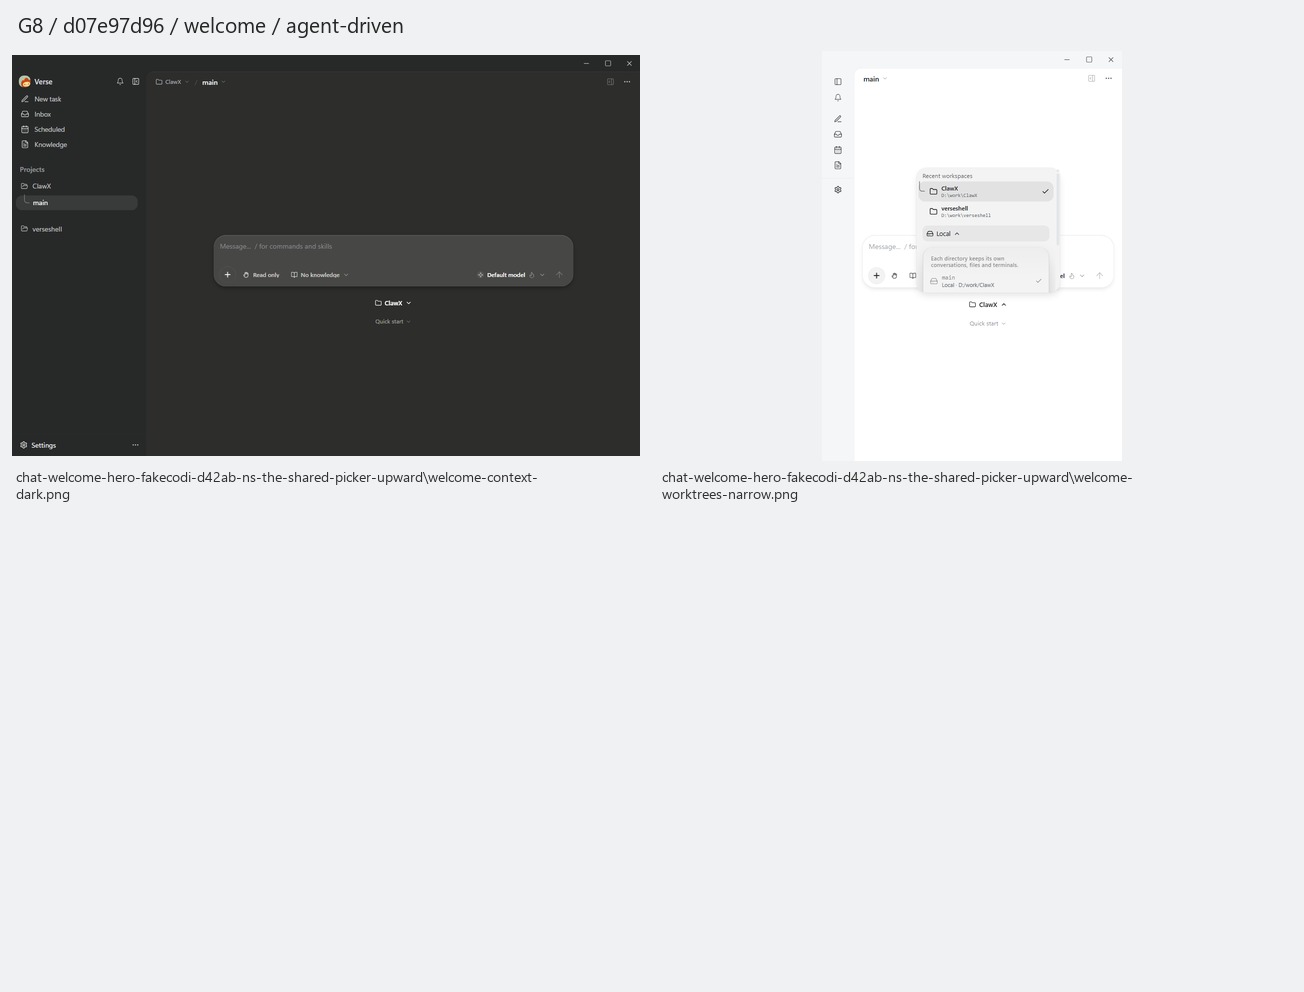 G8 / d07e97d96 / welcome / agent-driven
Verse
New task
Inbox
Scheduled
Knowledge
Projects
ClawX
main
verseshell
Settings
ClawX / main
Message... / for commands and skills
Read only
No knowledge
Default model
ClawX
Quick start
chat-welcome-hero-fakecodi-d42ab-ns-the-shared-picker-upward\welcome-context-
dark.png
main
Recent workspaces
ClawX
D:\work\ClawX
verseshell
D:\work\verseshell
Local
Message... / fo
Each directory keeps its own
conversations, files and terminals.
main
Local · D:/work/ClawX
el
ClawX
Quick start
chat-welcome-hero-fakecodi-d42ab-ns-the-shared-picker-upward\welcome-
worktrees-narrow.png